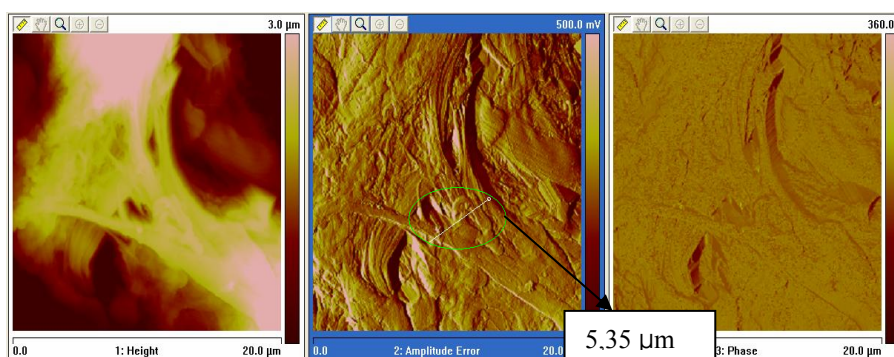 3.0 µm
500.0 mV
360.0
0.0 1: Height 20.0 µm
0.0 2: Amplitude Error 20.0
3: Phase 20.0 µm
5,35 µm